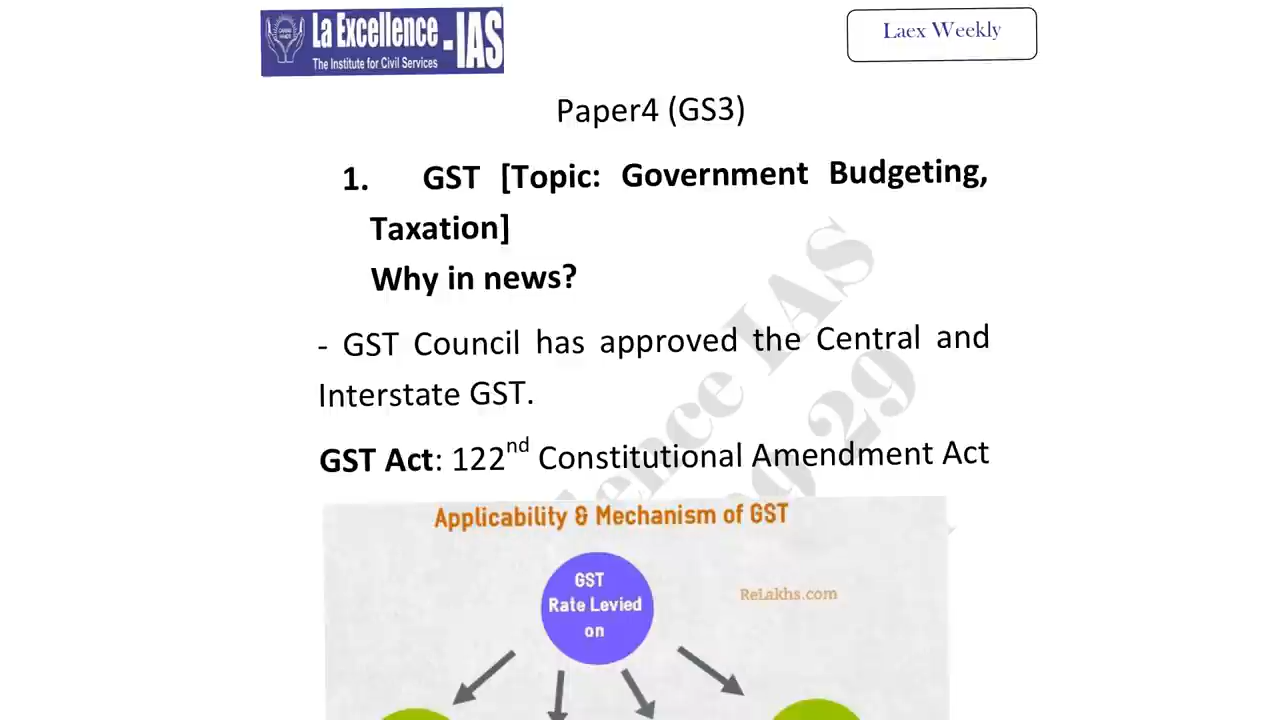 La Excellence -IAS
The Institute for Civil Services
Laex Weekly
Paper4 (GS3)
1. GST [Topic: Government Budgeting,
Taxation]
Why in news?
- GST Council has approved the Central and
Interstate GST.
GST Act: 122nd Constitutional Amendment Act
Applicability & Mechanism of GST
GST
Rate Levied
on
ReLakhs.com